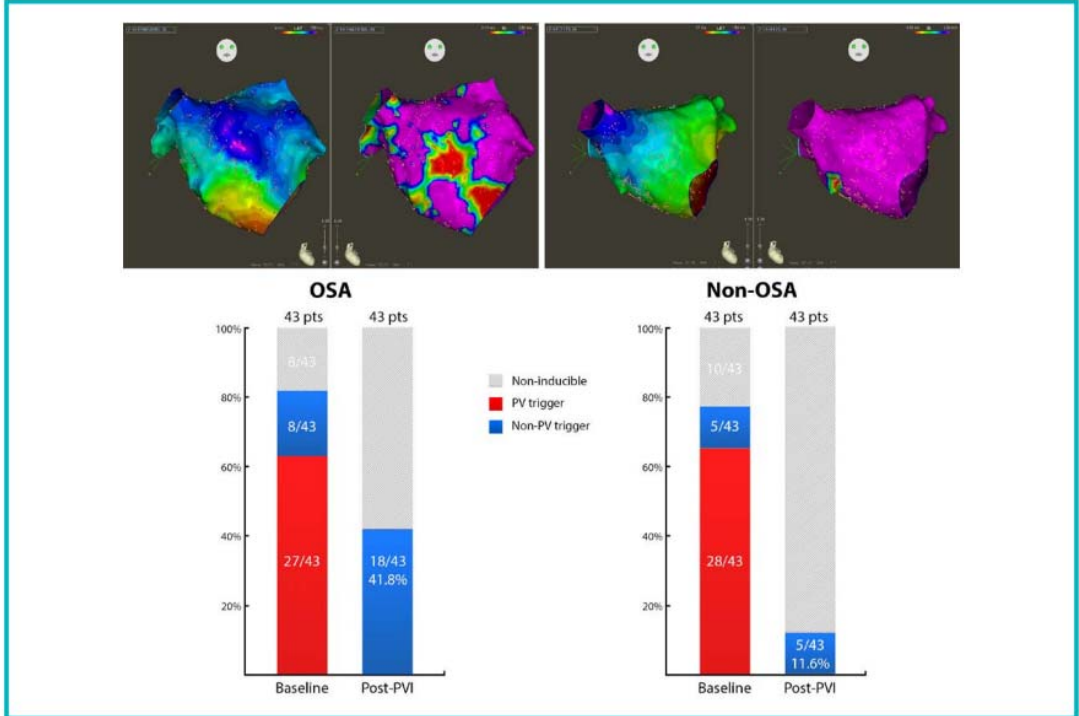 OSA
Non-OSA
43 pts
43 pts
43 pts
43 pts
100%
80%
60%
40%
20%
8/43
8/43
27/43
18/43
41.8%
Baseline
Post-PVI
Non-inducible
PV trigger
Non-PV trigger
100%
80%
60%
40%
20%
10/43
5/43
28/43
5/43
11.6%
Baseline
Post-PVI